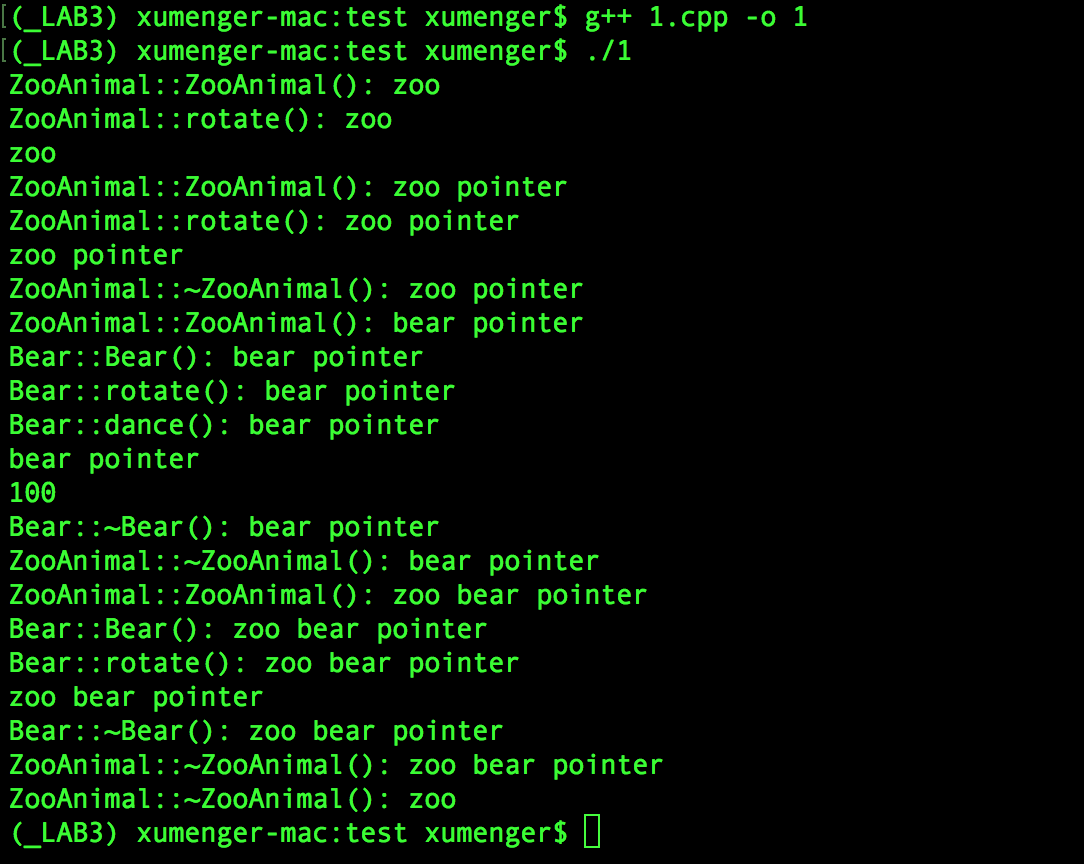 [(_LAB3) xumenger-mac:test xumenger$ g++ 1.cpp -o 1
[(_LAB3) xumenger-mac:test xumenger$ ./1
ZooAnimal::ZooAnimal(): zoo
ZooAnimal::rotate(): zoo
zoo
ZooAnimal::ZooAnimal(): zoo pointer
ZooAnimal::rotate(): zoo pointer
zoo pointer
ZooAnimal::~ZooAnimal(): zoo pointer
ZooAnimal::ZooAnimal(): bear pointer
Bear::Bear(): bear pointer
Bear::rotate(): bear pointer
Bear::dance(): bear pointer
bear pointer
100
Bear::~Bear(): bear pointer
ZooAnimal::~ZooAnimal(): bear pointer
ZooAnimal::ZooAnimal(): zoo bear pointer
Bear::Bear(): zoo bear pointer
Bear::rotate(): zoo bear pointer
zoo bear pointer
Bear::~Bear(): zoo bear pointer
ZooAnimal::~ZooAnimal(): zoo bear pointer
ZooAnimal::~ZooAnimal(): zoo
(_LAB3) xumenger-mac:test xumenger$